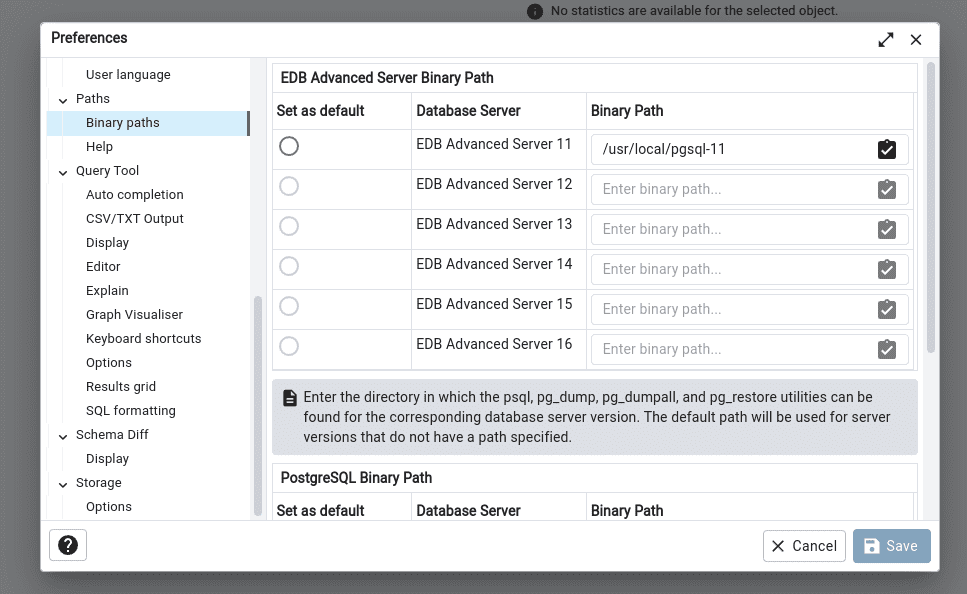 No statistics are available for the selected object.
Preferences
User language
Paths
Binary paths
Help
Query Tool
Auto completion
CSV/TXT Output
Display
Editor
Explain
Graph Visualiser
Keyboard shortcuts
Options
Results grid
SQL formatting
Schema Diff
Display
Storage
Options
EDB Advanced Server Binary Path
Set as default Database Server Binary Path
EDB Advanced Server 11 /usr/local/pgsql-11
EDB Advanced Server 12 Enter binary path...
EDB Advanced Server 13 Enter binary path...
EDB Advanced Server 14 Enter binary path...
EDB Advanced Server 15 Enter binary path...
EDB Advanced Server 16 Enter binary path...
Enter the directory in which the psql, pg_dump, pg_dumpall, and pg_restore utilities can be
found for the corresponding database server version. The default path will be used for server
versions that do not have a path specified.
PostgreSQL Binary Path
Set as default Database Server Binary Path
? Cancel Save